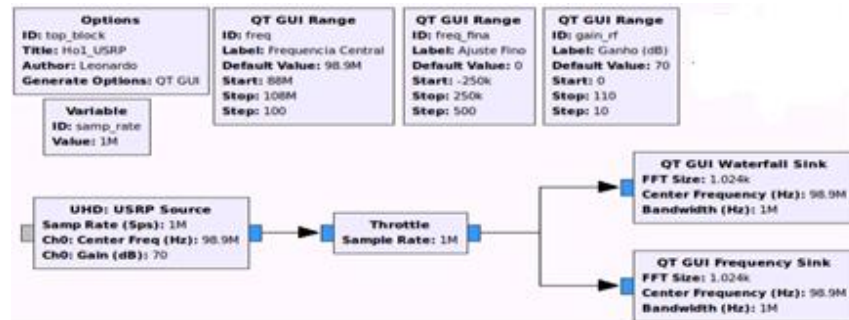 Options
ID: top_block
Title: Ho1_USRP
Author: Leonardo
Generate Options: QT GUI
QT GUI Range
ID: freq
Label: Frequencia Central
Default Value: 98.9M
Start: 88M
Stop: 108M
Step: 100
QT GUI Range
ID: freq_fina
Label: Ajuste Fino
Default Value: 0
Start: -250k
Stop: 250k
Step: 500
QT GUI Range
ID: gain_rf
Label: Ganho (dB)
Default Value: 70
Start: 0
Stop: 110
Step: 10
Variable
ID: samp_rate
Value: 1M
UHD: USRP Source
Samp Rate (Sps): 1M
Ch0: Center Freq (Hz): 98.9M
Ch0: Gain (dB): 70
Throttle
Sample Rate: 1M
QT GUI Waterfall Sink
FFT Size: 1.024k
Center Frequency (Hz): 98.9M
Bandwidth (Hz): 1M
QT GUI Frequency Sink
FFT Size: 1.024k
Center Frequency (Hz): 98.9M
Bandwidth (Hz): 1M